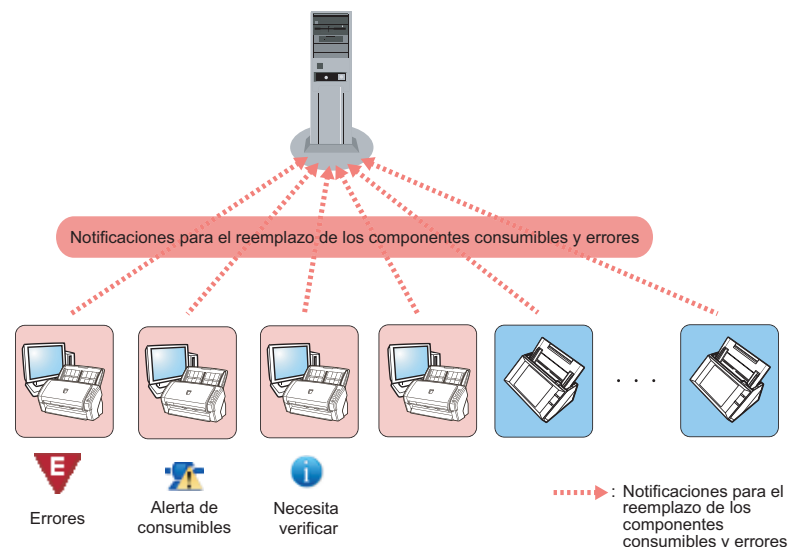 Notificaciones para el reemplazo de los componentes consumibles y errores
. . .
E
i
Errores
Alerta de
consumibles
Necesita
verificar
: Notificaciones para el
reemplazo de los
componentes
consumibles y errores